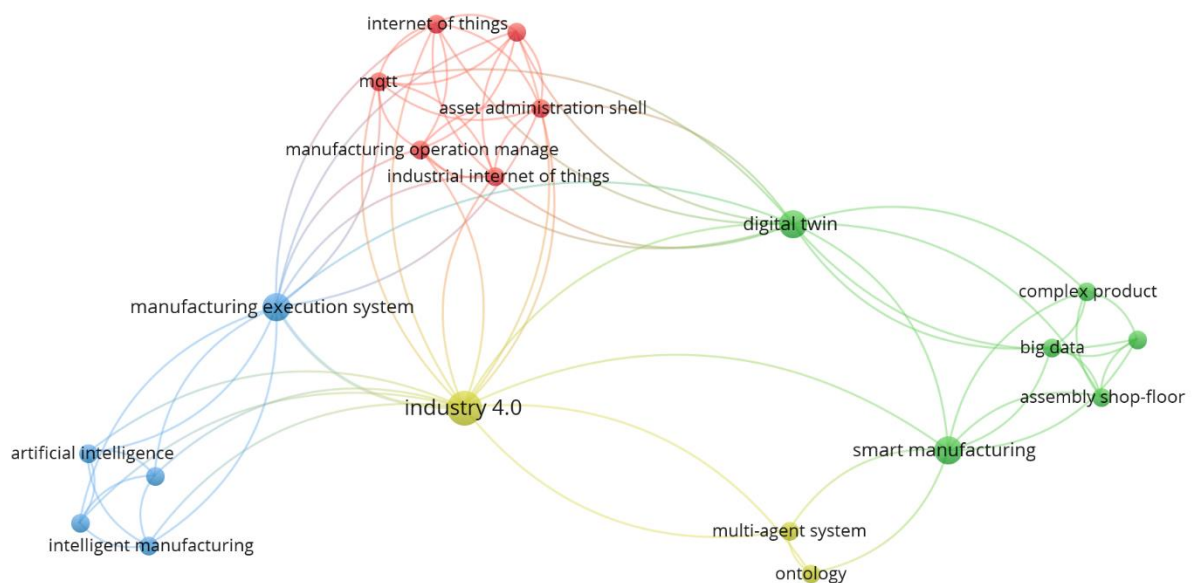 internet of things
mqtt
asset administration shell
manufacturing operation manage
industrial internet of things
digital twin
complex product
manufacturing execution system
big data
assembly shop-floor
industry 4.0
artificial intelligence
smart manufacturing
multi-agent system
intelligent manufacturing
ontology